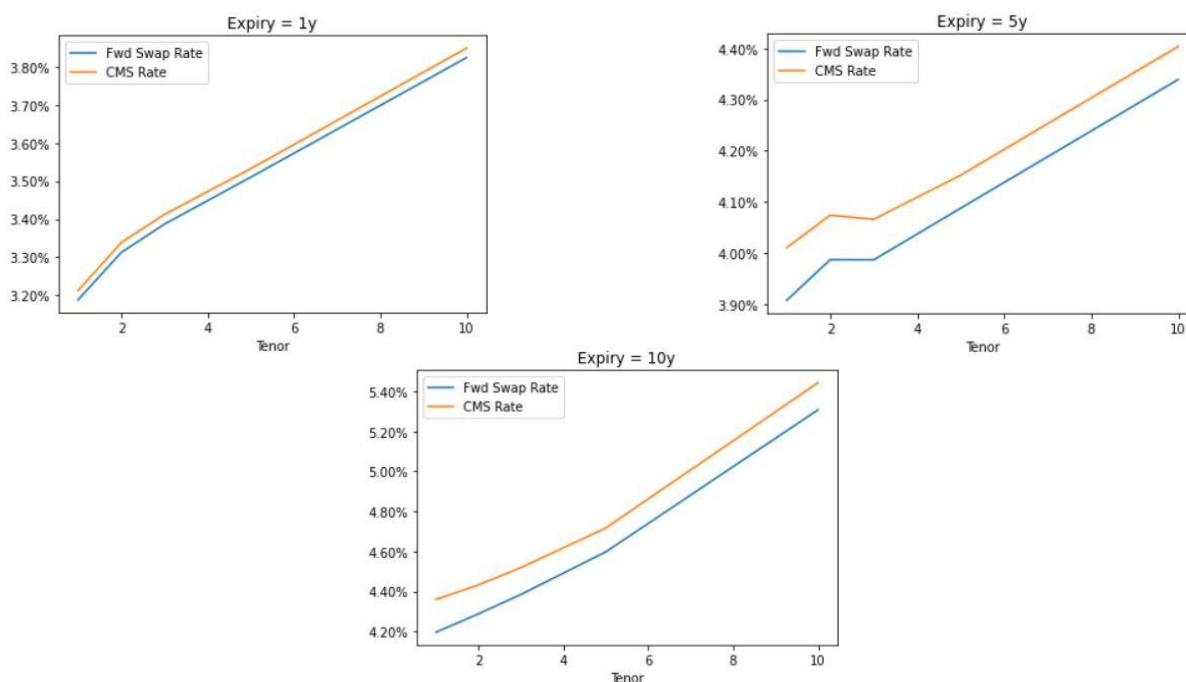 Expiry = 1y
Fwd Swap Rate
CMS Rate
3.80%
3.70%
3.60%
3.50%
3.40%
3.30%
3.20%
2
4
6
8
10
Tenor
Expiry = 5y
Fwd Swap Rate
CMS Rate
4.40%
4.30%
4.20%
4.10%
4.00%
3.90%
2
4
6
8
10
Tenor
Expiry = 10y
Fwd Swap Rate
CMS Rate
5.40%
5.20%
5.00%
4.80%
4.60%
4.40%
4.20%
2
4
6
8
10
Tenor